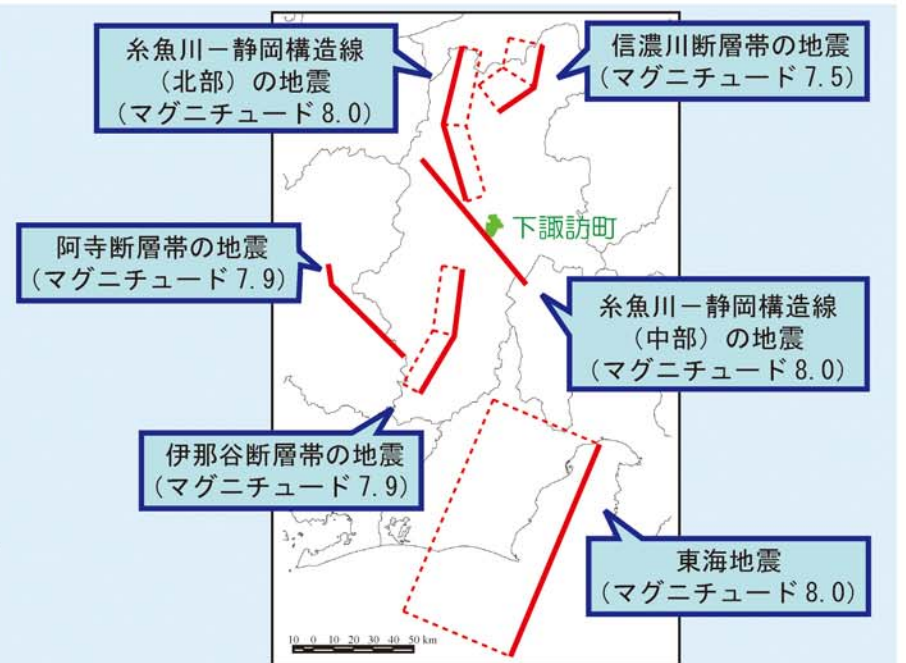 糸魚川－静岡構造線
（北部）の地震
（マグニチュード8.0）
信濃川断層帯の地震
（マグニチュード7.5）
下諏訪町
阿寺断層帯の地震
（マグニチュード7.9）
糸魚川－静岡構造線
（中部）の地震
（マグニチュード8.0）
伊那谷断層帯の地震
（マグニチュード7.9）
東海地震
（マグニチュード8.0）
10 0 10 20 30 40 50 km